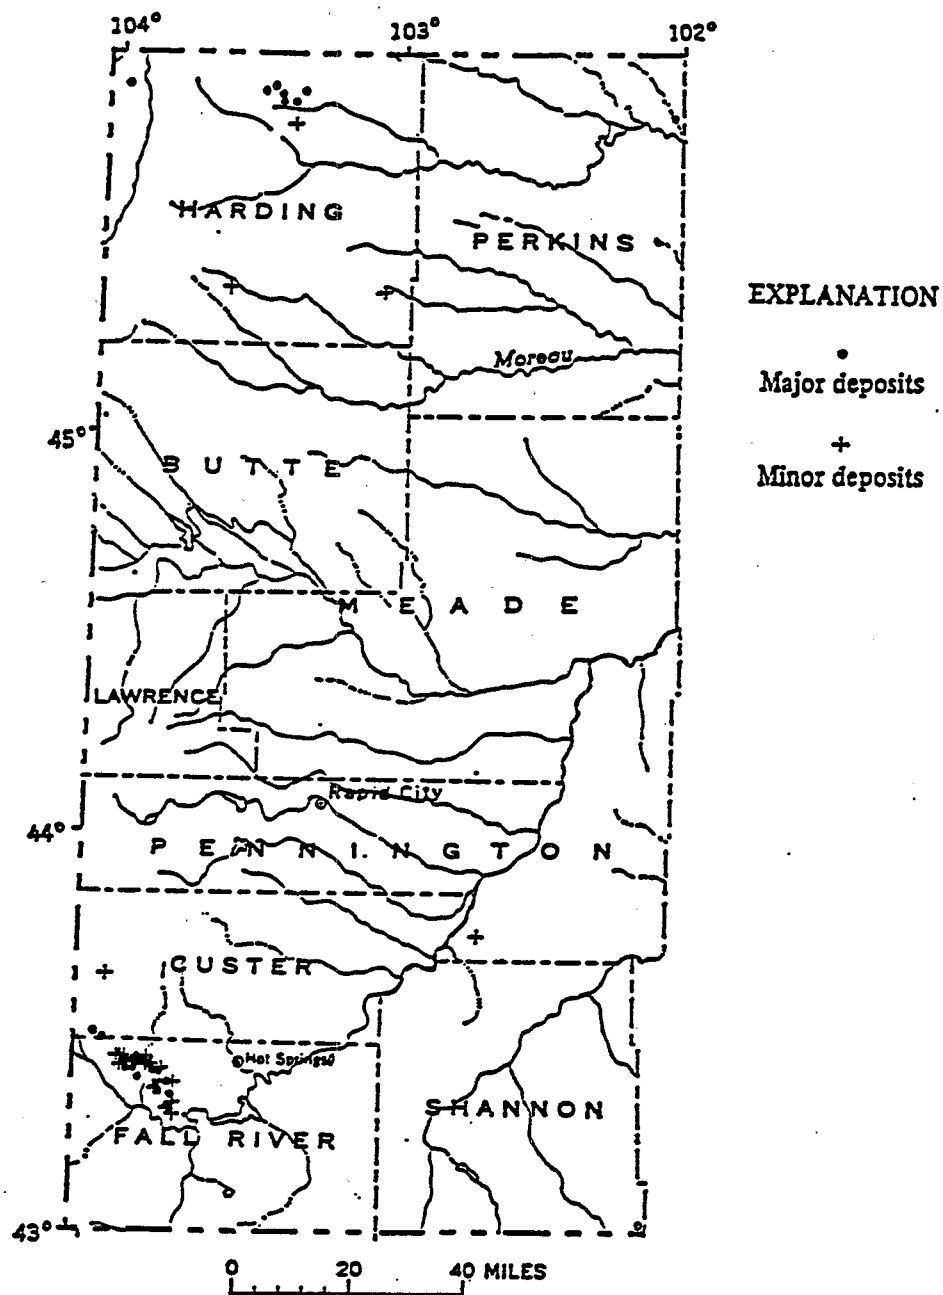 104° 103° 102°
HARDING
PERKINS
EXPLANATION
Major deposits
Moreau
Minor deposits
45°
BUTTE
MEADE
LAWRENCE
Rapid City
44°
PENNINGTON
CUSTER
Hot Springs
SHANNON
FALL RIVER
43°
0 20 40 MILES